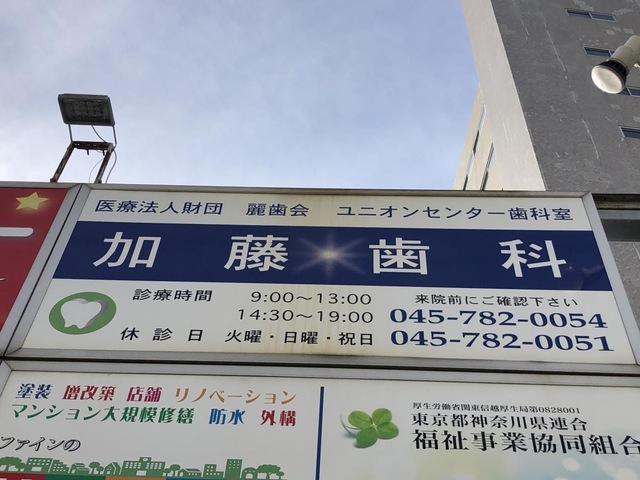 医療法人財団 麗歯会 ユニオンセンター歯科室
加藤歯科
診療時間 9:00〜13:00
14:30〜19:00
休診日 火曜・日曜・祝日
来院前にご確認下さい
045-782-0054
045-782-0051
塗装 増改築 店舗 リノベーション
マンション大規模修繕 防水 外構
ファインの
厚生労働省関東信越厚生局第0828001
東京都神奈川県連合
福祉事業協同組合